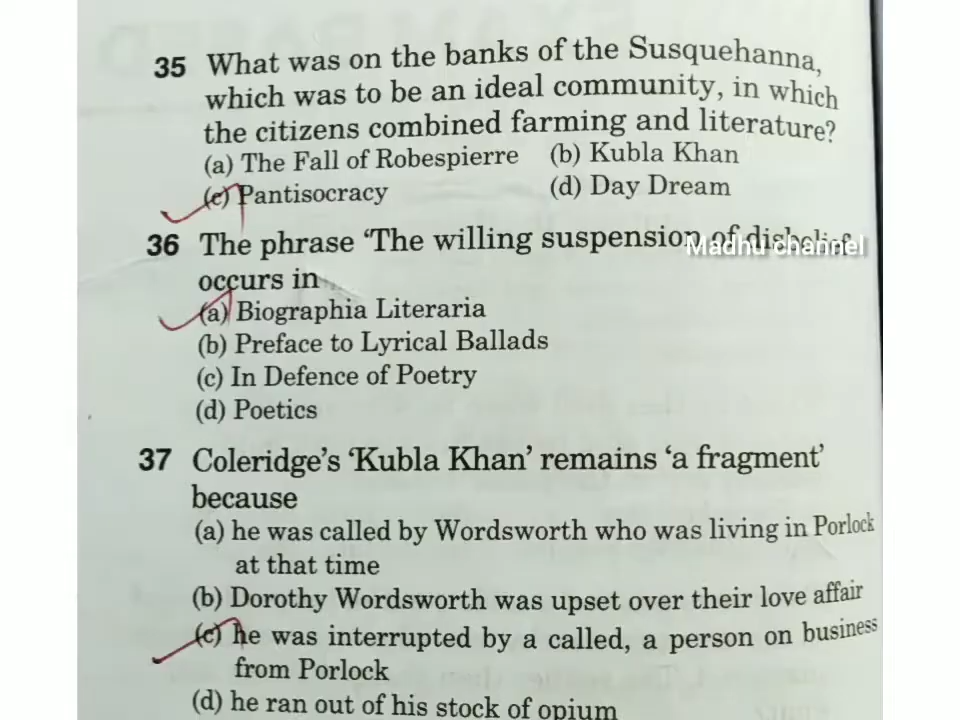 35 What was on the banks of the Susquehanna,
which was to be an ideal community, in which
the citizens combined farming and literature?
(a) The Fall of Robespierre (b) Kubla Khan
(c) Pantisocracy (d) Day Dream
36 The phrase ‘The willing suspension of disbelief
Madhu channel
occurs in
(a) Biographia Literaria
(b) Preface to Lyrical Ballads
(c) In Defence of Poetry
(d) Poetics
37 Coleridge’s ‘Kubla Khan’ remains ‘a fragment’
because
(a) he was called by Wordsworth who was living in Porlock
at that time
(b) Dorothy Wordsworth was upset over their love affair
(c) he was interrupted by a called, a person on business
from Porlock
(d) he ran out of his stock of opium